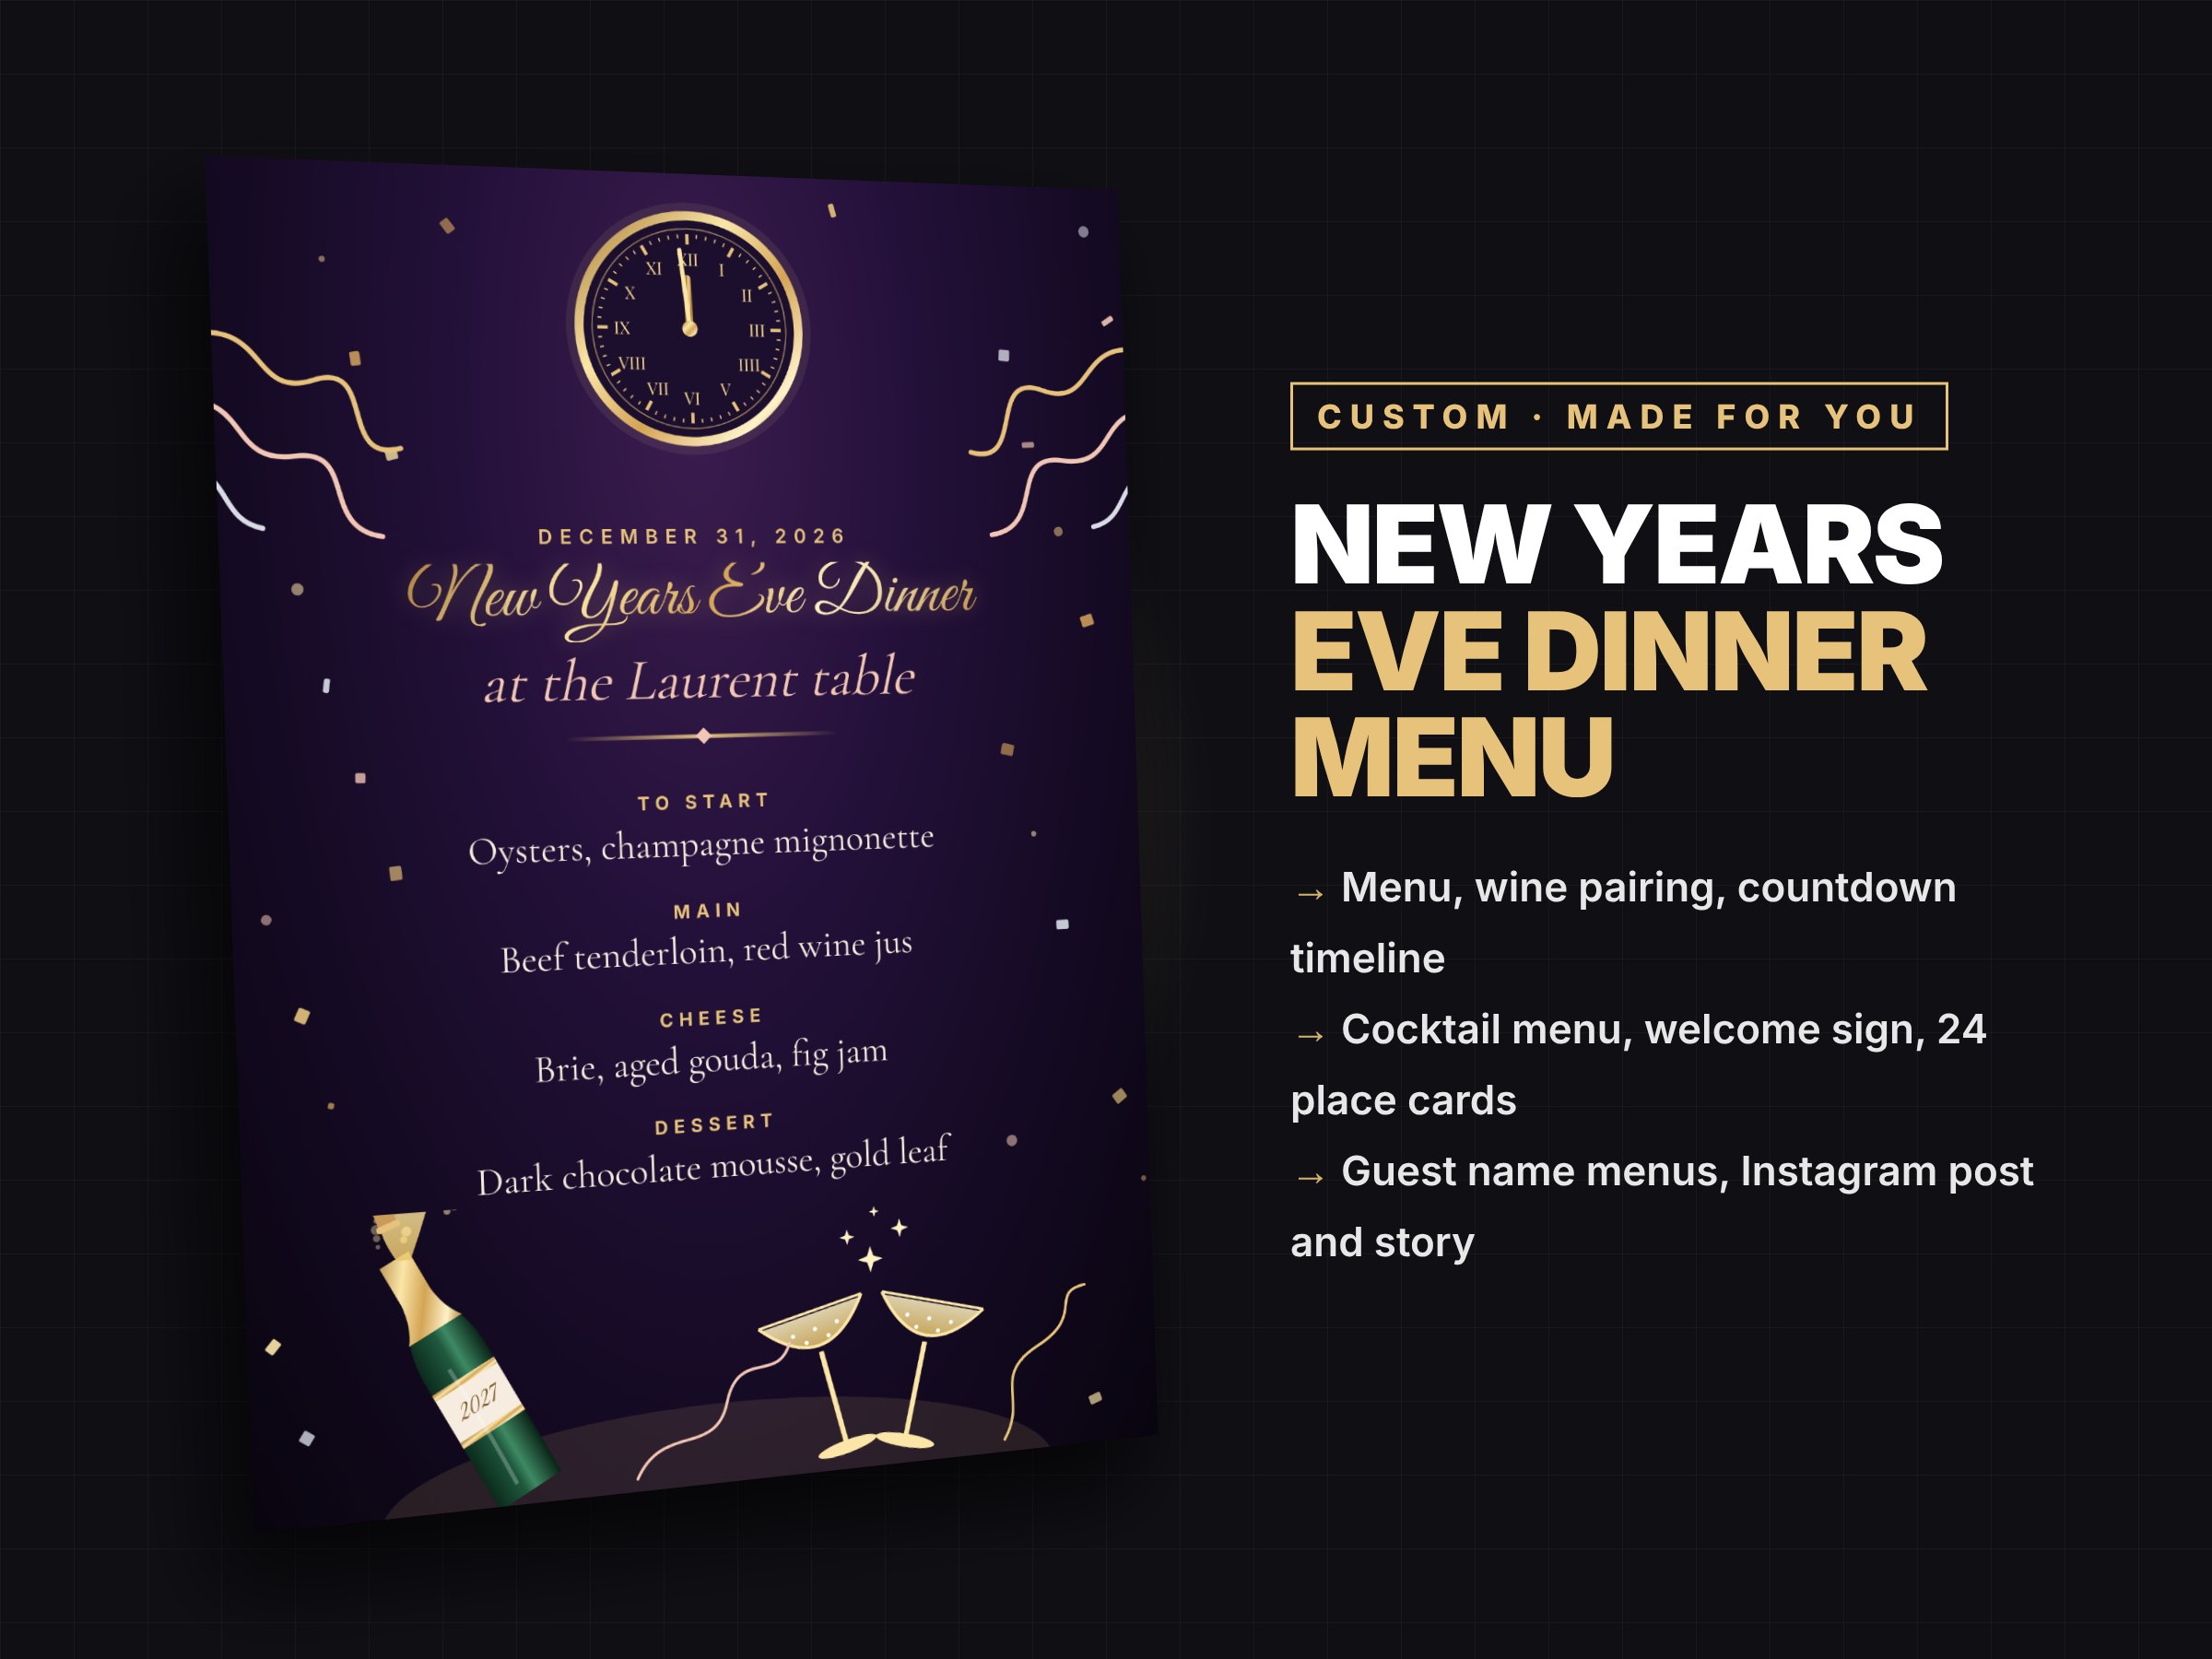 XII
I
II
III
IIII
V
VI
VII
VIII
IX
X
XI
DECEMBER 31, 2026
New Years Eve Dinner
at the Laurent table
TO START
Oysters, champagne mignonette
MAIN
Beef tenderloin, red wine jus
CHEESE
Brie, aged gouda, fig jam
DESSERT
Dark chocolate mousse, gold leaf
2027
CUSTOM · MADE FOR YOU
NEW YEARS
EVE DINNER
MENU
→ Menu, wine pairing, countdown
timeline
→ Cocktail menu, welcome sign, 24
place cards
→ Guest name menus, Instagram post
and story